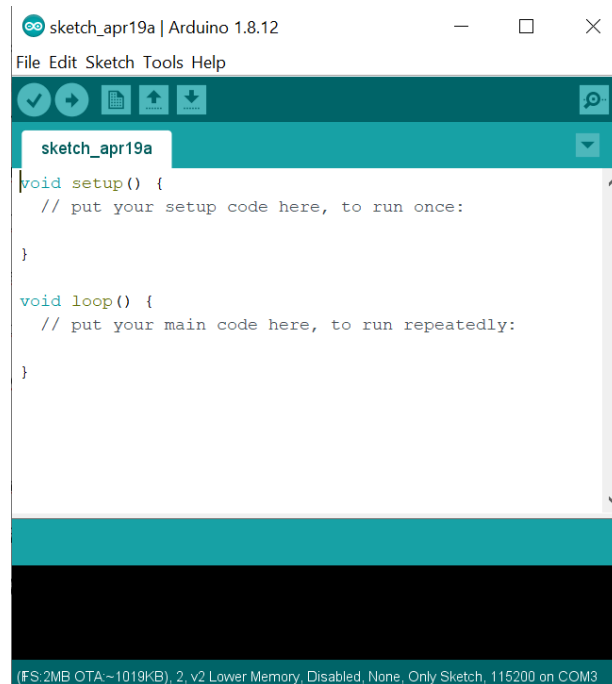 sketch_apr19a | Arduino 1.8.12
File Edit Sketch Tools Help
sketch_apr19a
void setup() {
// put your setup code here, to run once:
}
void loop() {
// put your main code here, to run repeatedly:
}
(FS:2MB OTA:~1019KB), 2, v2 Lower Memory, Disabled, None, Only Sketch, 115200 on COM3